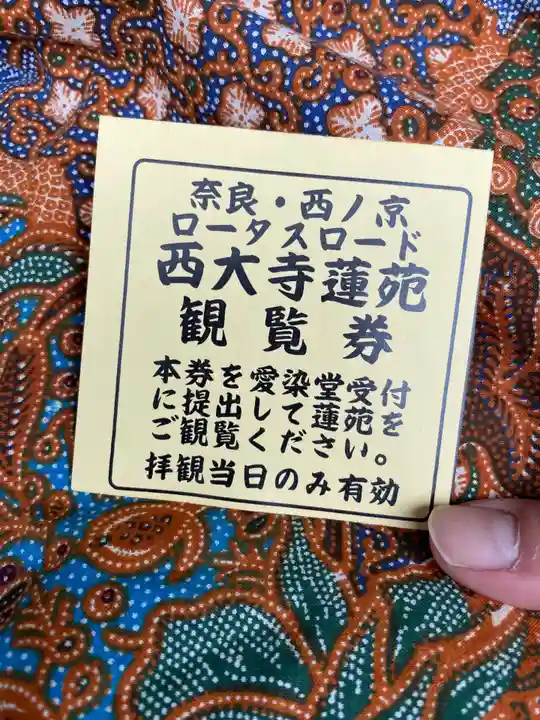 奈良・西ノ京
ロータスロード
西大寺蓮苑
観覧券
本券を愛染堂受付
に提出して蓮苑を
ご観覧ください。
拝観当日のみ有効